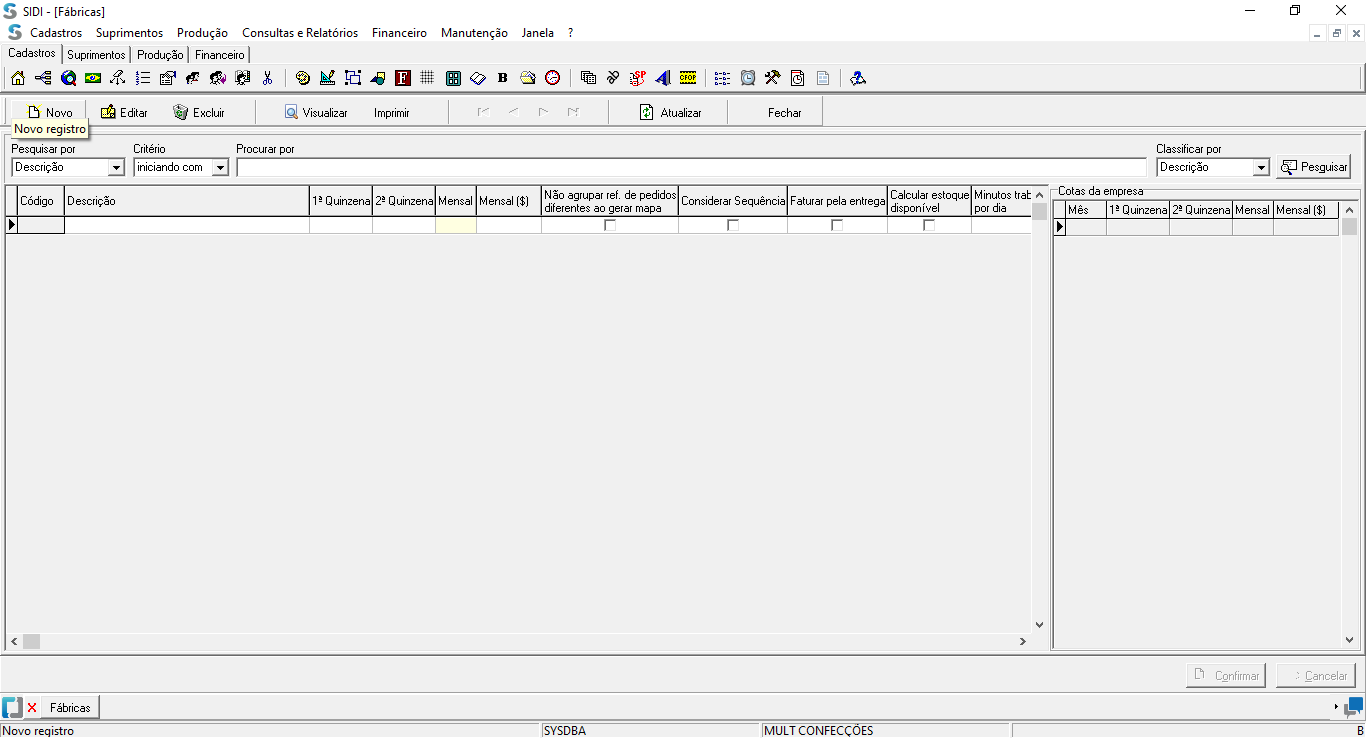 SIDI - [Fábricas]
Cadastros Suprimentos Produção Consultas e Relatórios Financeiro Manutenção Janela ?
Cadastros Suprimentos Produção Financeiro
F B SP CFOP
Novo Editar Excluir Visualizar Imprimir Atualizar Fechar
Novo registro
Pesquisar por Critério Procurar por Classificar por
Descrição iniciando com Descrição Pesquisar
Cotas da empresa
Código Descrição 1ª Quinzena 2ª Quinzena Mensal Mensal ($) Não agrupar ref. de pedidos Considerar Sequência Faturar pela entrega Calcular estoque Minutos trab
diferentes ao gerar mapa disponível por dia
Mês 1ª Quinzena 2ª Quinzena Mensal Mensal ($)
Confirmar Cancelar
Fábricas
Novo registro SYSDBA MULT CONFECÇÕES B